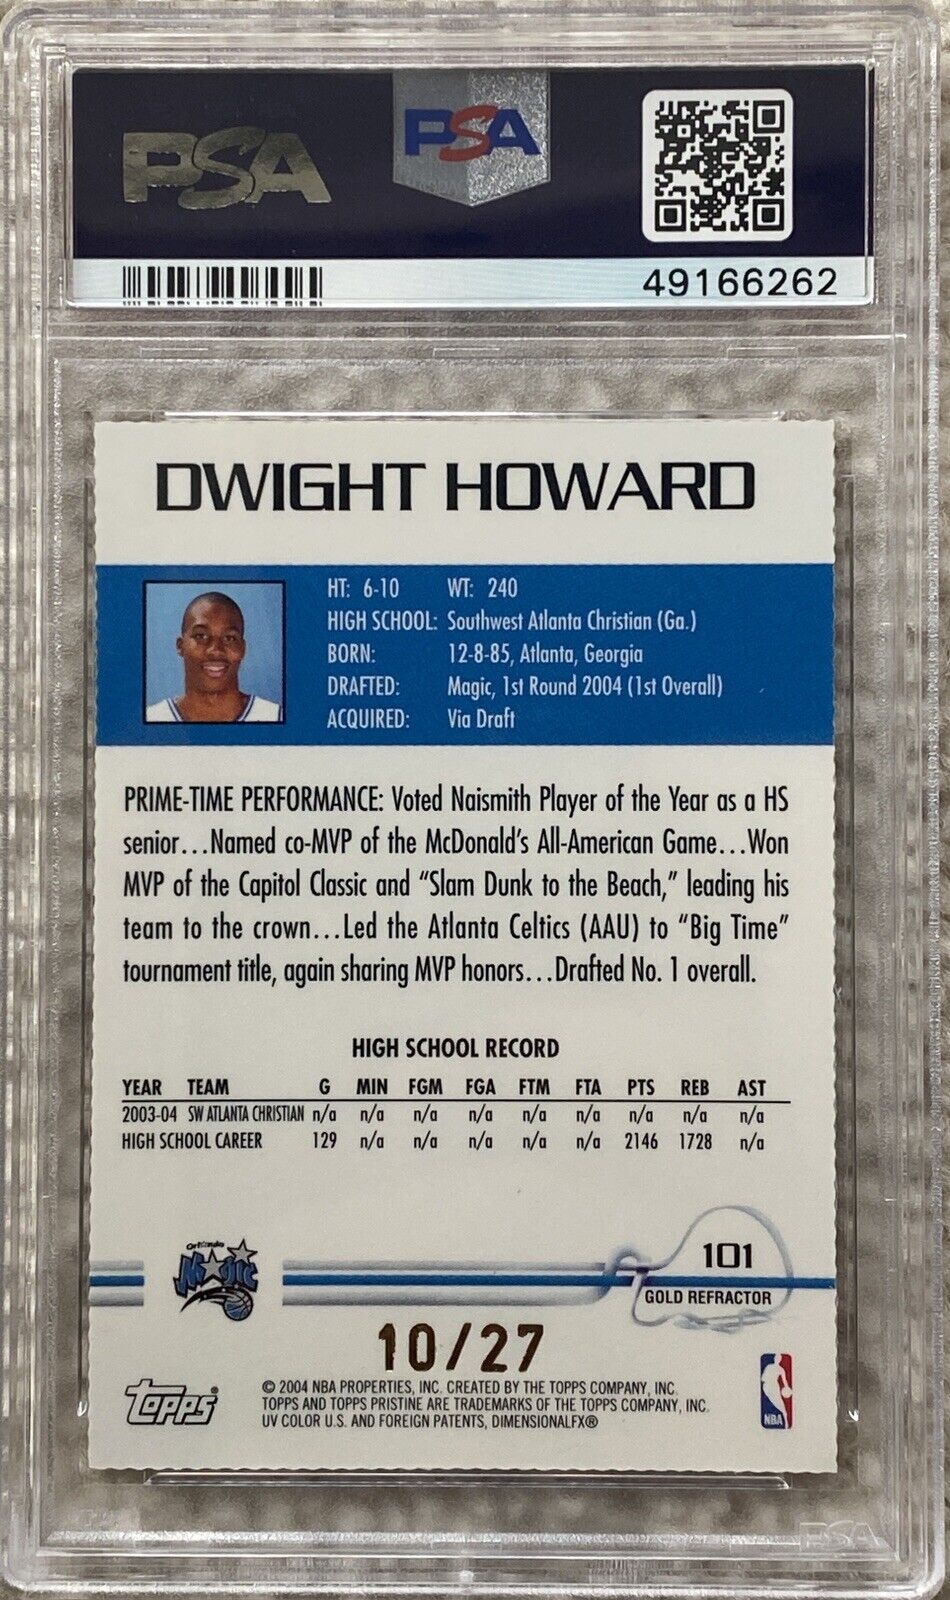 PSA
PSA
49166262
DWIGHT HOWARD
HT: 6-10 WT: 240
HIGH SCHOOL: Southwest Atlanta Christian (Ga.)
BORN: 12-8-85, Atlanta, Georgia
DRAFTED: Magic, 1st Round 2004 (1st Overall)
ACQUIRED: Via Draft
PRIME-TIME PERFORMANCE: Voted Naismith Player of the Year as a HS
senior...Named co-MVP of the McDonald's All-American Game...Won
MVP of the Capitol Classic and "Slam Dunk to the Beach," leading his
team to the crown...Led the Atlanta Celtics (AAU) to "Big Time"
tournament title, again sharing MVP honors...Drafted No. 1 overall.
HIGH SCHOOL RECORD
YEAR TEAM G MIN FGM FGA FTM FTA PTS REB AST
2003-04 SW ATLANTA CHRISTIAN n/a n/a n/a n/a n/a n/a n/a n/a n/a
HIGH SCHOOL CAREER 129 n/a n/a n/a n/a n/a 2146 1728 n/a
Orlando
Magic
101
GOLD REFRACTOR
10/27
Topps®
© 2004 NBA PROPERTIES, INC. CREATED BY THE TOPPS COMPANY, INC.
TOPPS AND TOPPS PRISTINE ARE TRADEMARKS OF THE TOPPS COMPANY, INC.
UV COLOR U.S. AND FOREIGN PATENTS, DIMENSIONALFX®
NBA
PSA